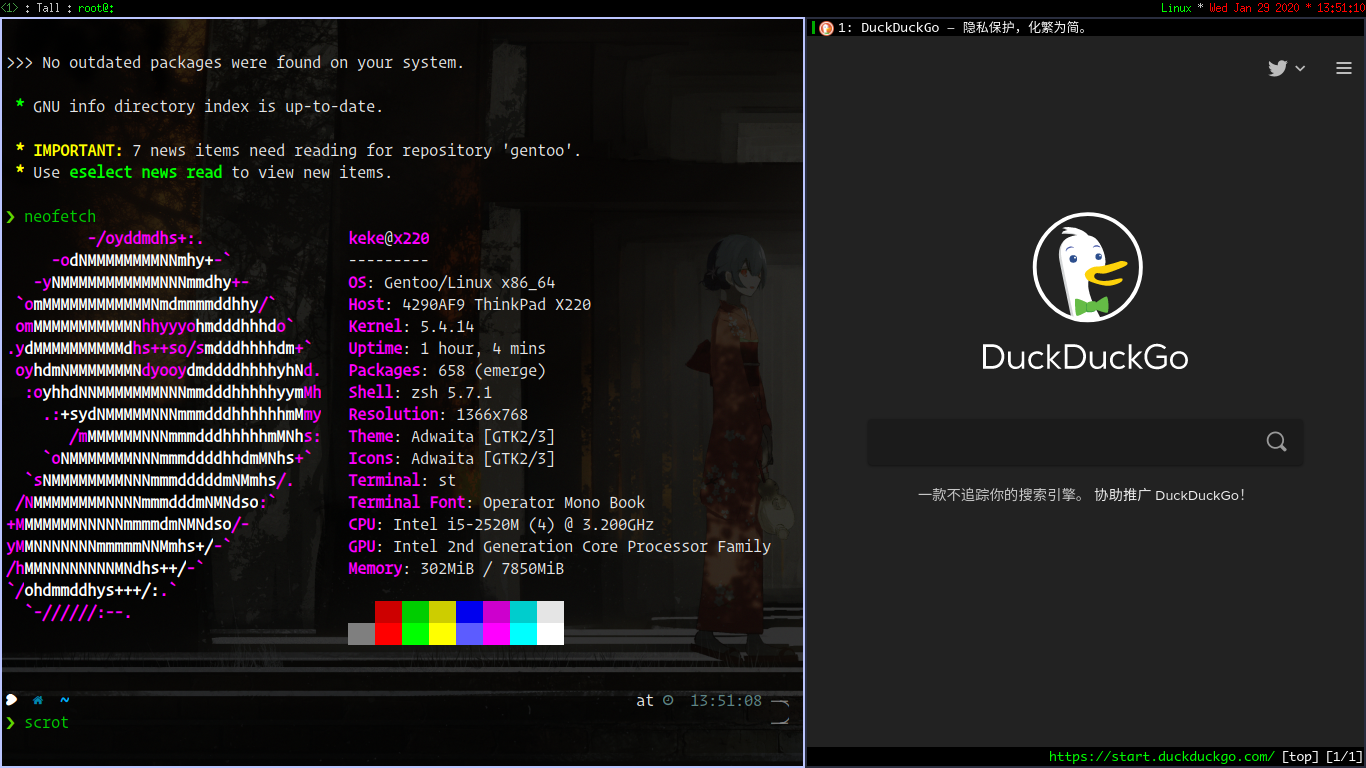 <1> : Tall : root@:
Linux * Wed Jan 29 2020 * 13:51:10
>>> No outdated packages were found on your system.
* GNU info directory index is up-to-date.
* IMPORTANT: 7 news items need reading for repository 'gentoo'.
* Use eselect news read to view new items.
❯ neofetch
-/oyddmdhs+:.
-odNMMMMMMMMNNmhy+-`
-yNMMMMMMMMMMMNNNmmdhy+-
`omMMMMMMMMMMMMNmdmmmmddhhy/`
omMMMMMMMMMMMNhhyyyohmdddhhhdo`
.ydMMMMMMMMMMdhs++so/smdddhhhhdm+`
oyhdmNMMMMMMMNdyooydmddddhhhhyhNd.
:oyhhdNNMMMMMMMNNNmmdddhhhhhyymMh
.:+sydNMMMMMNNNmmmdddhhhhhhmMmy
/mMMMMMMNNNmmmdddhhhhhmMNhs:
`oNMMMMMMMNNNmmmddddhhdmMNhs+`
`sNMMMMMMMMNNNmmmdddddmNMmhs/.
/NMMMMMMMMNNNNmmmdddmNMNdso:`
+MMMMMMMNNNNNmmmmdmNMNdso/-
yMMNNNNNNNmmmmmNNMmhs+/-`
/hMMNNNNNNNNMNdhs++/-`
`/ohdmmddhys+++/:.`
`-//////:--.
keke@x220
---------
OS: Gentoo/Linux x86_64
Host: 4290AF9 ThinkPad X220
Kernel: 5.4.14
Uptime: 1 hour, 4 mins
Packages: 658 (emerge)
Shell: zsh 5.7.1
Resolution: 1366x768
Theme: Adwaita [GTK2/3]
Icons: Adwaita [GTK2/3]
Terminal: st
Terminal Font: Operator Mono Book
CPU: Intel i5-2520M (4) @ 3.200GHz
GPU: Intel 2nd Generation Core Processor Family
Memory: 302MiB / 7850MiB
~ at 13:51:08
❯ scrot
1: DuckDuckGo — 隐私保护，化繁为简。
DuckDuckGo
一款不追踪你的搜索引擎。 协助推广 DuckDuckGo！
https://start.duckduckgo.com/ [top] [1/1]